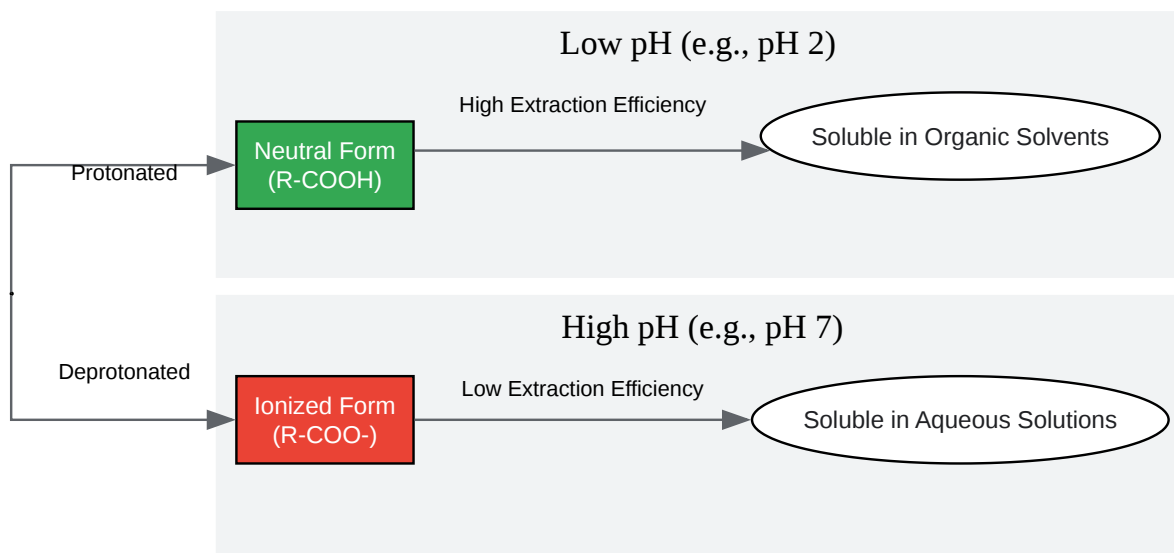 Low pH (e.g., pH 2)
High Extraction Efficiency
Soluble in Organic Solvents
Neutral Form
(R-COOH)
Protonated
High pH (e.g., pH 7)
Deprotonated
Low Extraction Efficiency
Ionized Form
(R-COO-)
Soluble in Aqueous Solutions